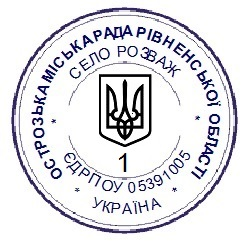 ОСТРОЗЬКА МІСЬКА РАДА РІВНЕНСЬКОЇ ОБЛАСТІ
СЕЛО РОЗВАЖ
1
ЄДРПОУ 05391005
* УКРАЇНА *